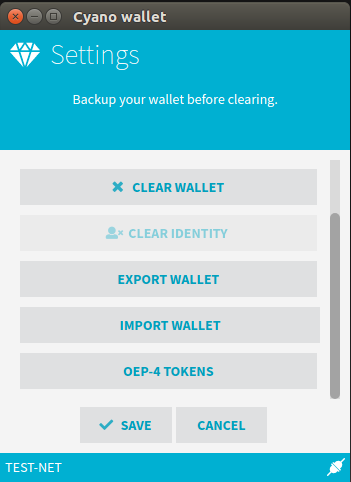 Cyano wallet
Settings
Backup your wallet before clearing.
CLEAR WALLET
CLEAR IDENTITY
EXPORT WALLET
IMPORT WALLET
OEP-4 TOKENS
SAVE CANCEL
TEST-NET